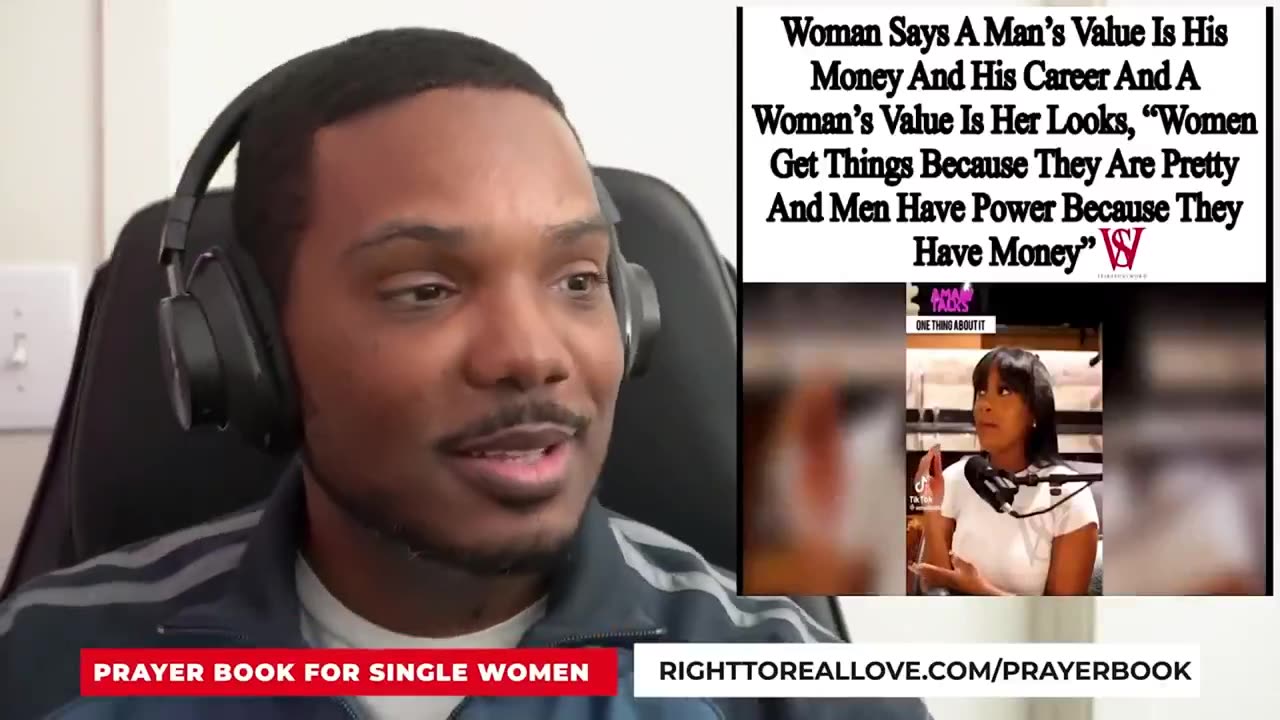 Woman Says A Man’s Value Is His
Money And His Career And A
Woman’s Value Is Her Looks, “Women
Get Things Because They Are Pretty
And Men Have Power Because They
Have Money”
AMAIN
TALKS
ONE THING ABOUT IT
TikTok
PRAYER BOOK FOR SINGLE WOMEN
RIGHTTOREALLOVE.COM/PRAYERBOOK